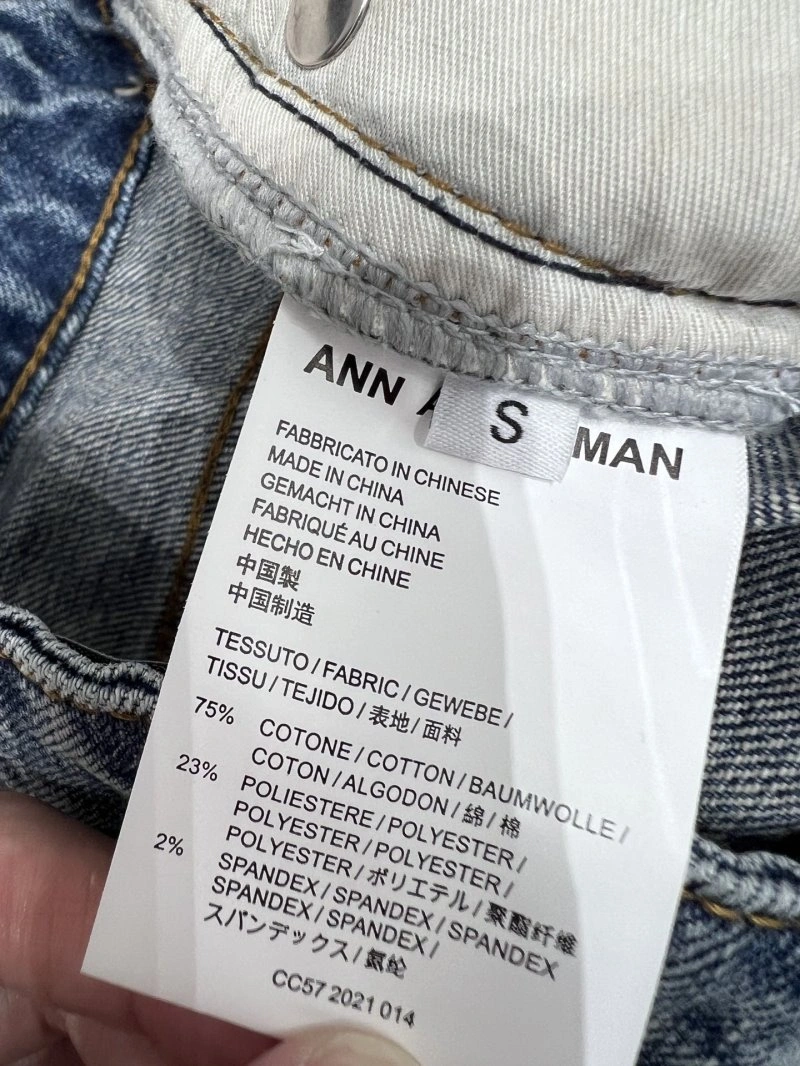 ANN
S
MAN
FABBRICATO IN CHINESE
MADE IN CHINA
GEMACHT IN CHINA
FABRIQUÉ AU CHINE
HECHO EN CHINE
中国製
中国制造
TESSUTO / FABRIC / GEWEBE /
TISSU / TEJIDO / 表地 / 面料
75% COTONE / COTTON / BAUMWOLLE /
COTON / ALGODON / 綿 / 棉
23% POLIESTERE / POLYESTER /
POLYESTER / POLYESTER /
POLYESTER / ポリエテル / 聚酯纤维
2% SPANDEX / SPANDEX / SPANDEX
SPANDEX / SPANDEX /
スパンデックス / 氨纶
CC57 2021 014